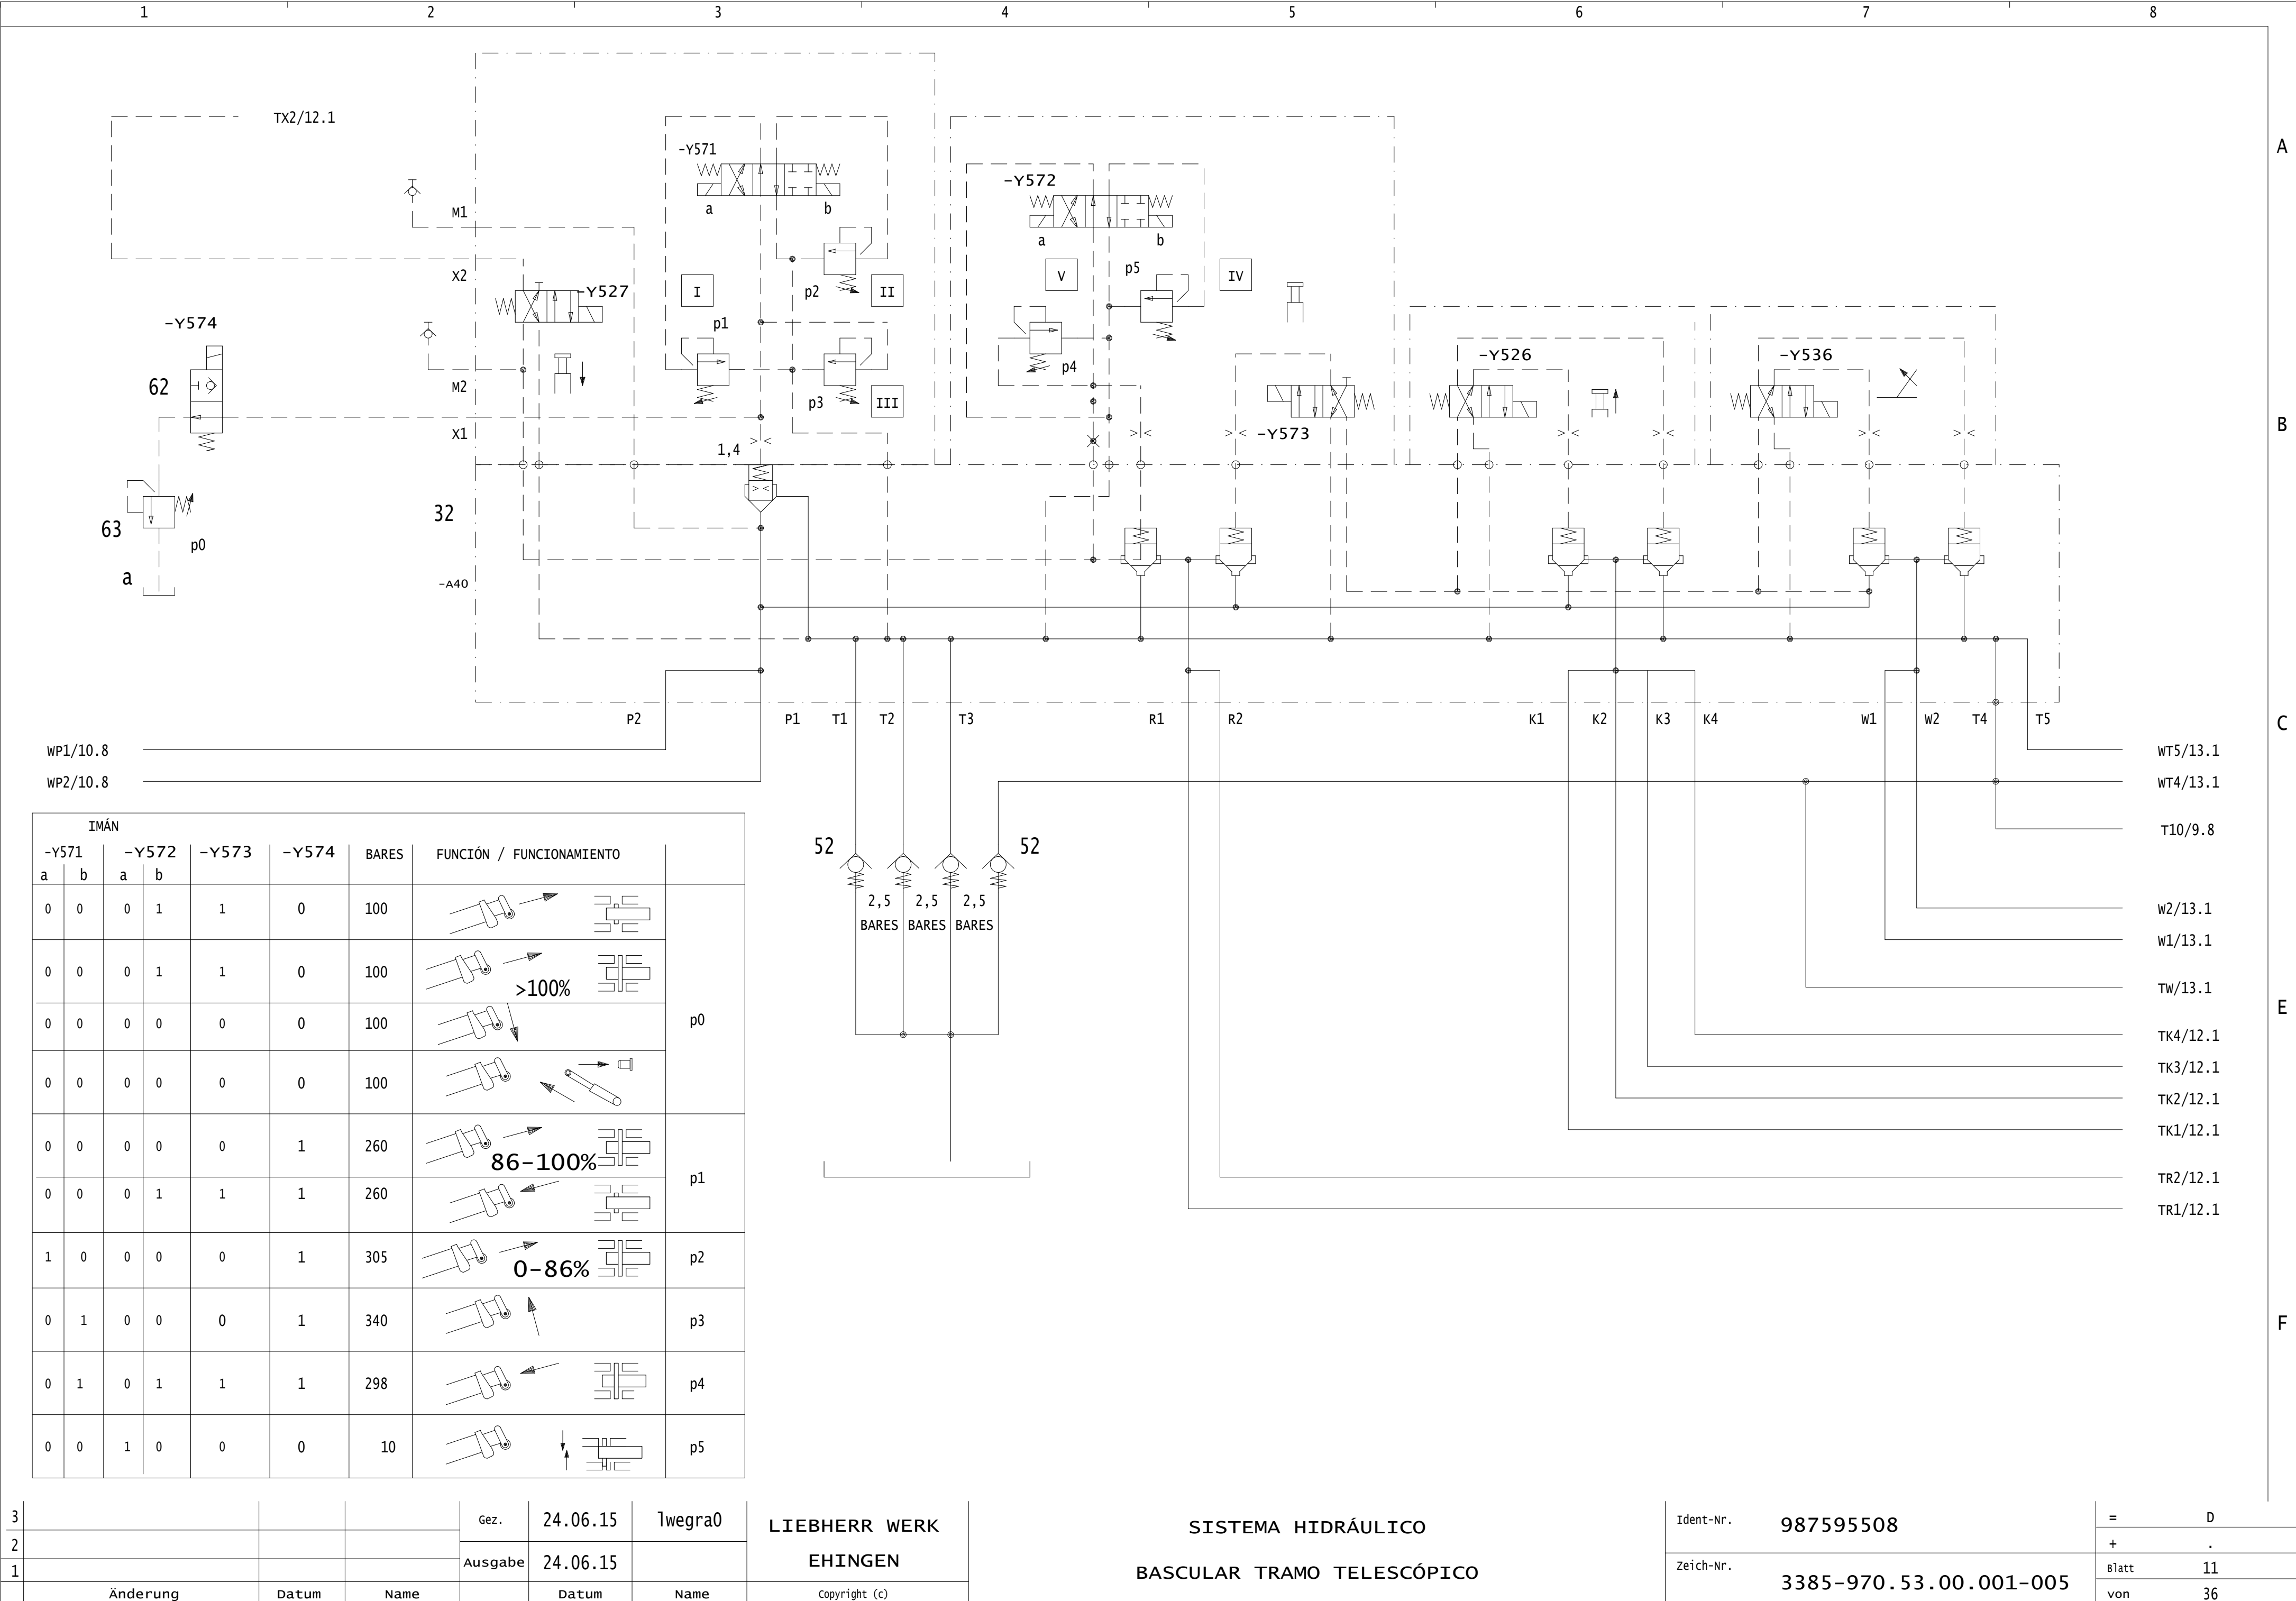 1 2 3 4 5 6 7 8
TX2/12.1
A
-Y571
a b
-Y572
a b
M1
X2
-Y527
I
p2
II
V
p5
IV
-Y574
p1
62
p4
-Y526
-Y536
M2
p3
III
X1
1,4
-Y573
B
32
63
p0
a
-A40
P2 P1 T1 T2 T3 R1 R2 K1 K2 K3 K4 W1 W2 T4 T5
C
WP1/10.8
WT5/13.1
WP2/10.8
WT4/13.1
T10/9.8
52 52
2,5 2,5 2,5
BARES BARES BARES
W2/13.1
W1/13.1
TW/13.1
E
TK4/12.1
TK3/12.1
TK2/12.1
TK1/12.1
TR2/12.1
TR1/12.1
F
IMÁN
-Y571 -Y572 -Y573 -Y574 BARES FUNCIÓN / FUNCIONAMIENTO
a b a b
0 0 0 1 1 0 100
0 0 0 1 1 0 100 >100%
0 0 0 0 0 0 100 p0
0 0 0 0 0 0 100
0 0 0 0 0 1 260 86-100%
p1
0 0 0 1 1 1 260
1 0 0 0 0 1 305 0-86% p2
0 1 0 0 0 1 340 p3
0 1 0 1 1 1 298 p4
0 0 1 0 0 0 10 p5
3
2
1
Änderung Datum Name
Gez. 24.06.15 lwegra0
Ausgabe 24.06.15
Datum Name
LIEBHERR WERK
EHINGEN
Copyright (c)
SISTEMA HIDRÁULICO
BASCULAR TRAMO TELESCÓPICO
Ident-Nr. 987595508
Zeich-Nr. 3385-970.53.00.001-005
= D
+ .
Blatt 11
von 36